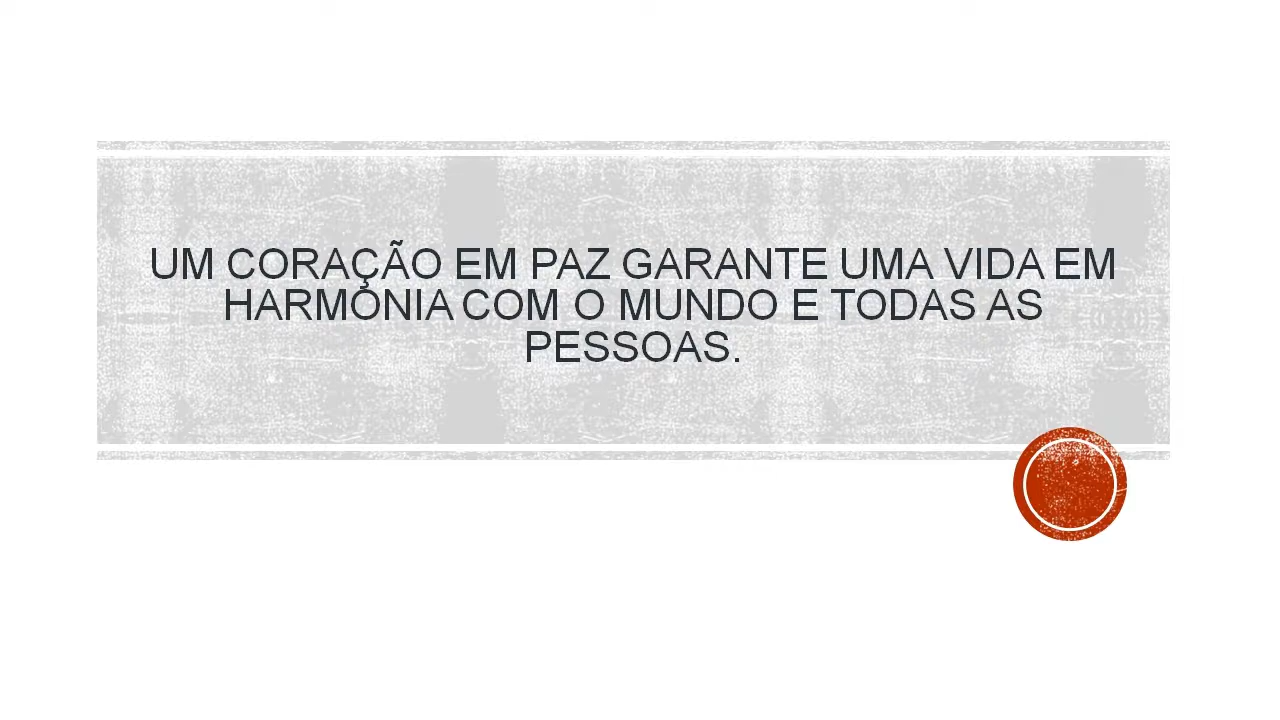 UM CORAÇÃO EM PAZ GARANTE UMA VIDA EM
HARMONIA COM O MUNDO E TODAS AS
PESSOAS.